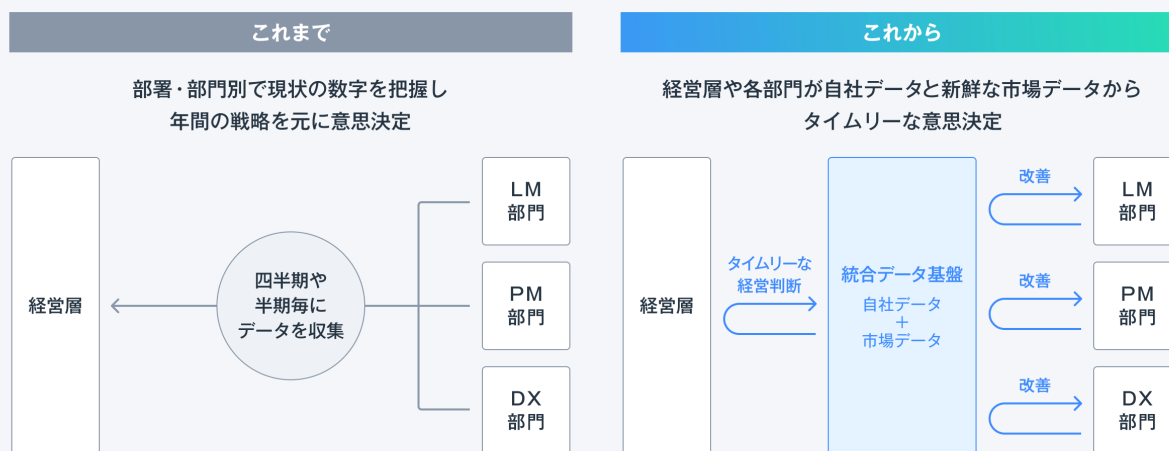 これまで
部署・部門別で現状の数字を把握し
年間の戦略を元に意思決定
経営層
四半期や
半期毎に
データを収集
LM
部門
PM
部門
DX
部門
これから
経営層や各部門が自社データと新鮮な市場データから
タイムリーな意思決定
経営層
タイムリーな
経営判断
統合データ基盤
自社データ
+
市場データ
改善
LM
部門
改善
PM
部門
改善
DX
部門